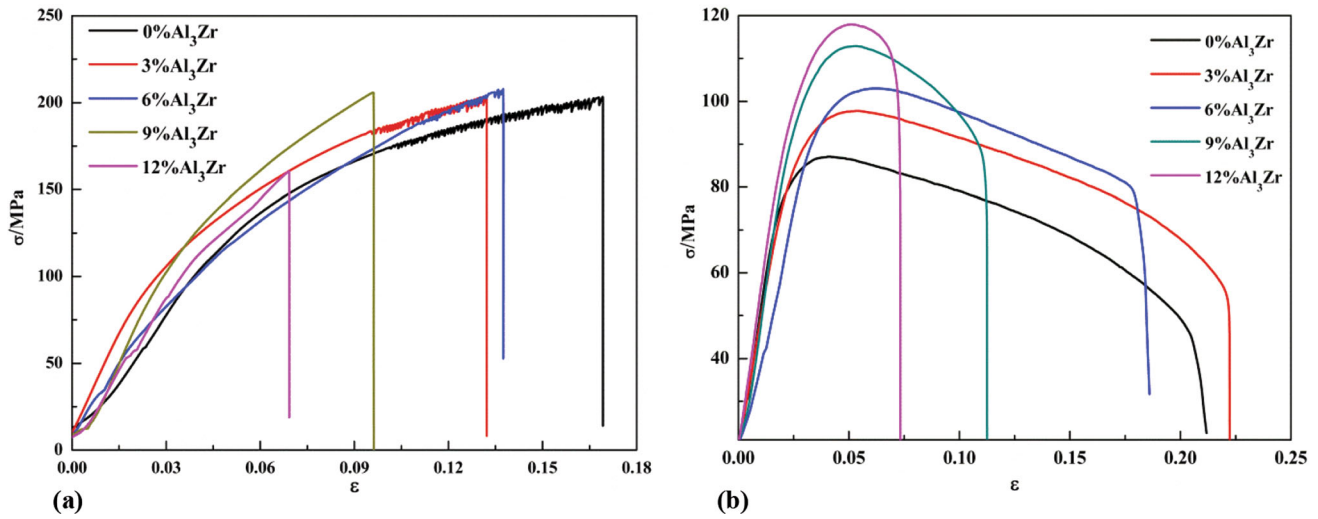 250
200
150
100
50
0
σ/MPa
0%Al₃Zr
3%Al₃Zr
6%Al₃Zr
9%Al₃Zr
12%Al₃Zr
0.00 0.03 0.06 0.09 0.12 0.15 0.18
ε
(a)
120
100
80
60
40
σ/MPa
0%Al₃Zr
3%Al₃Zr
6%Al₃Zr
9%Al₃Zr
12%Al₃Zr
0.00 0.05 0.10 0.15 0.20 0.25
ε
(b)